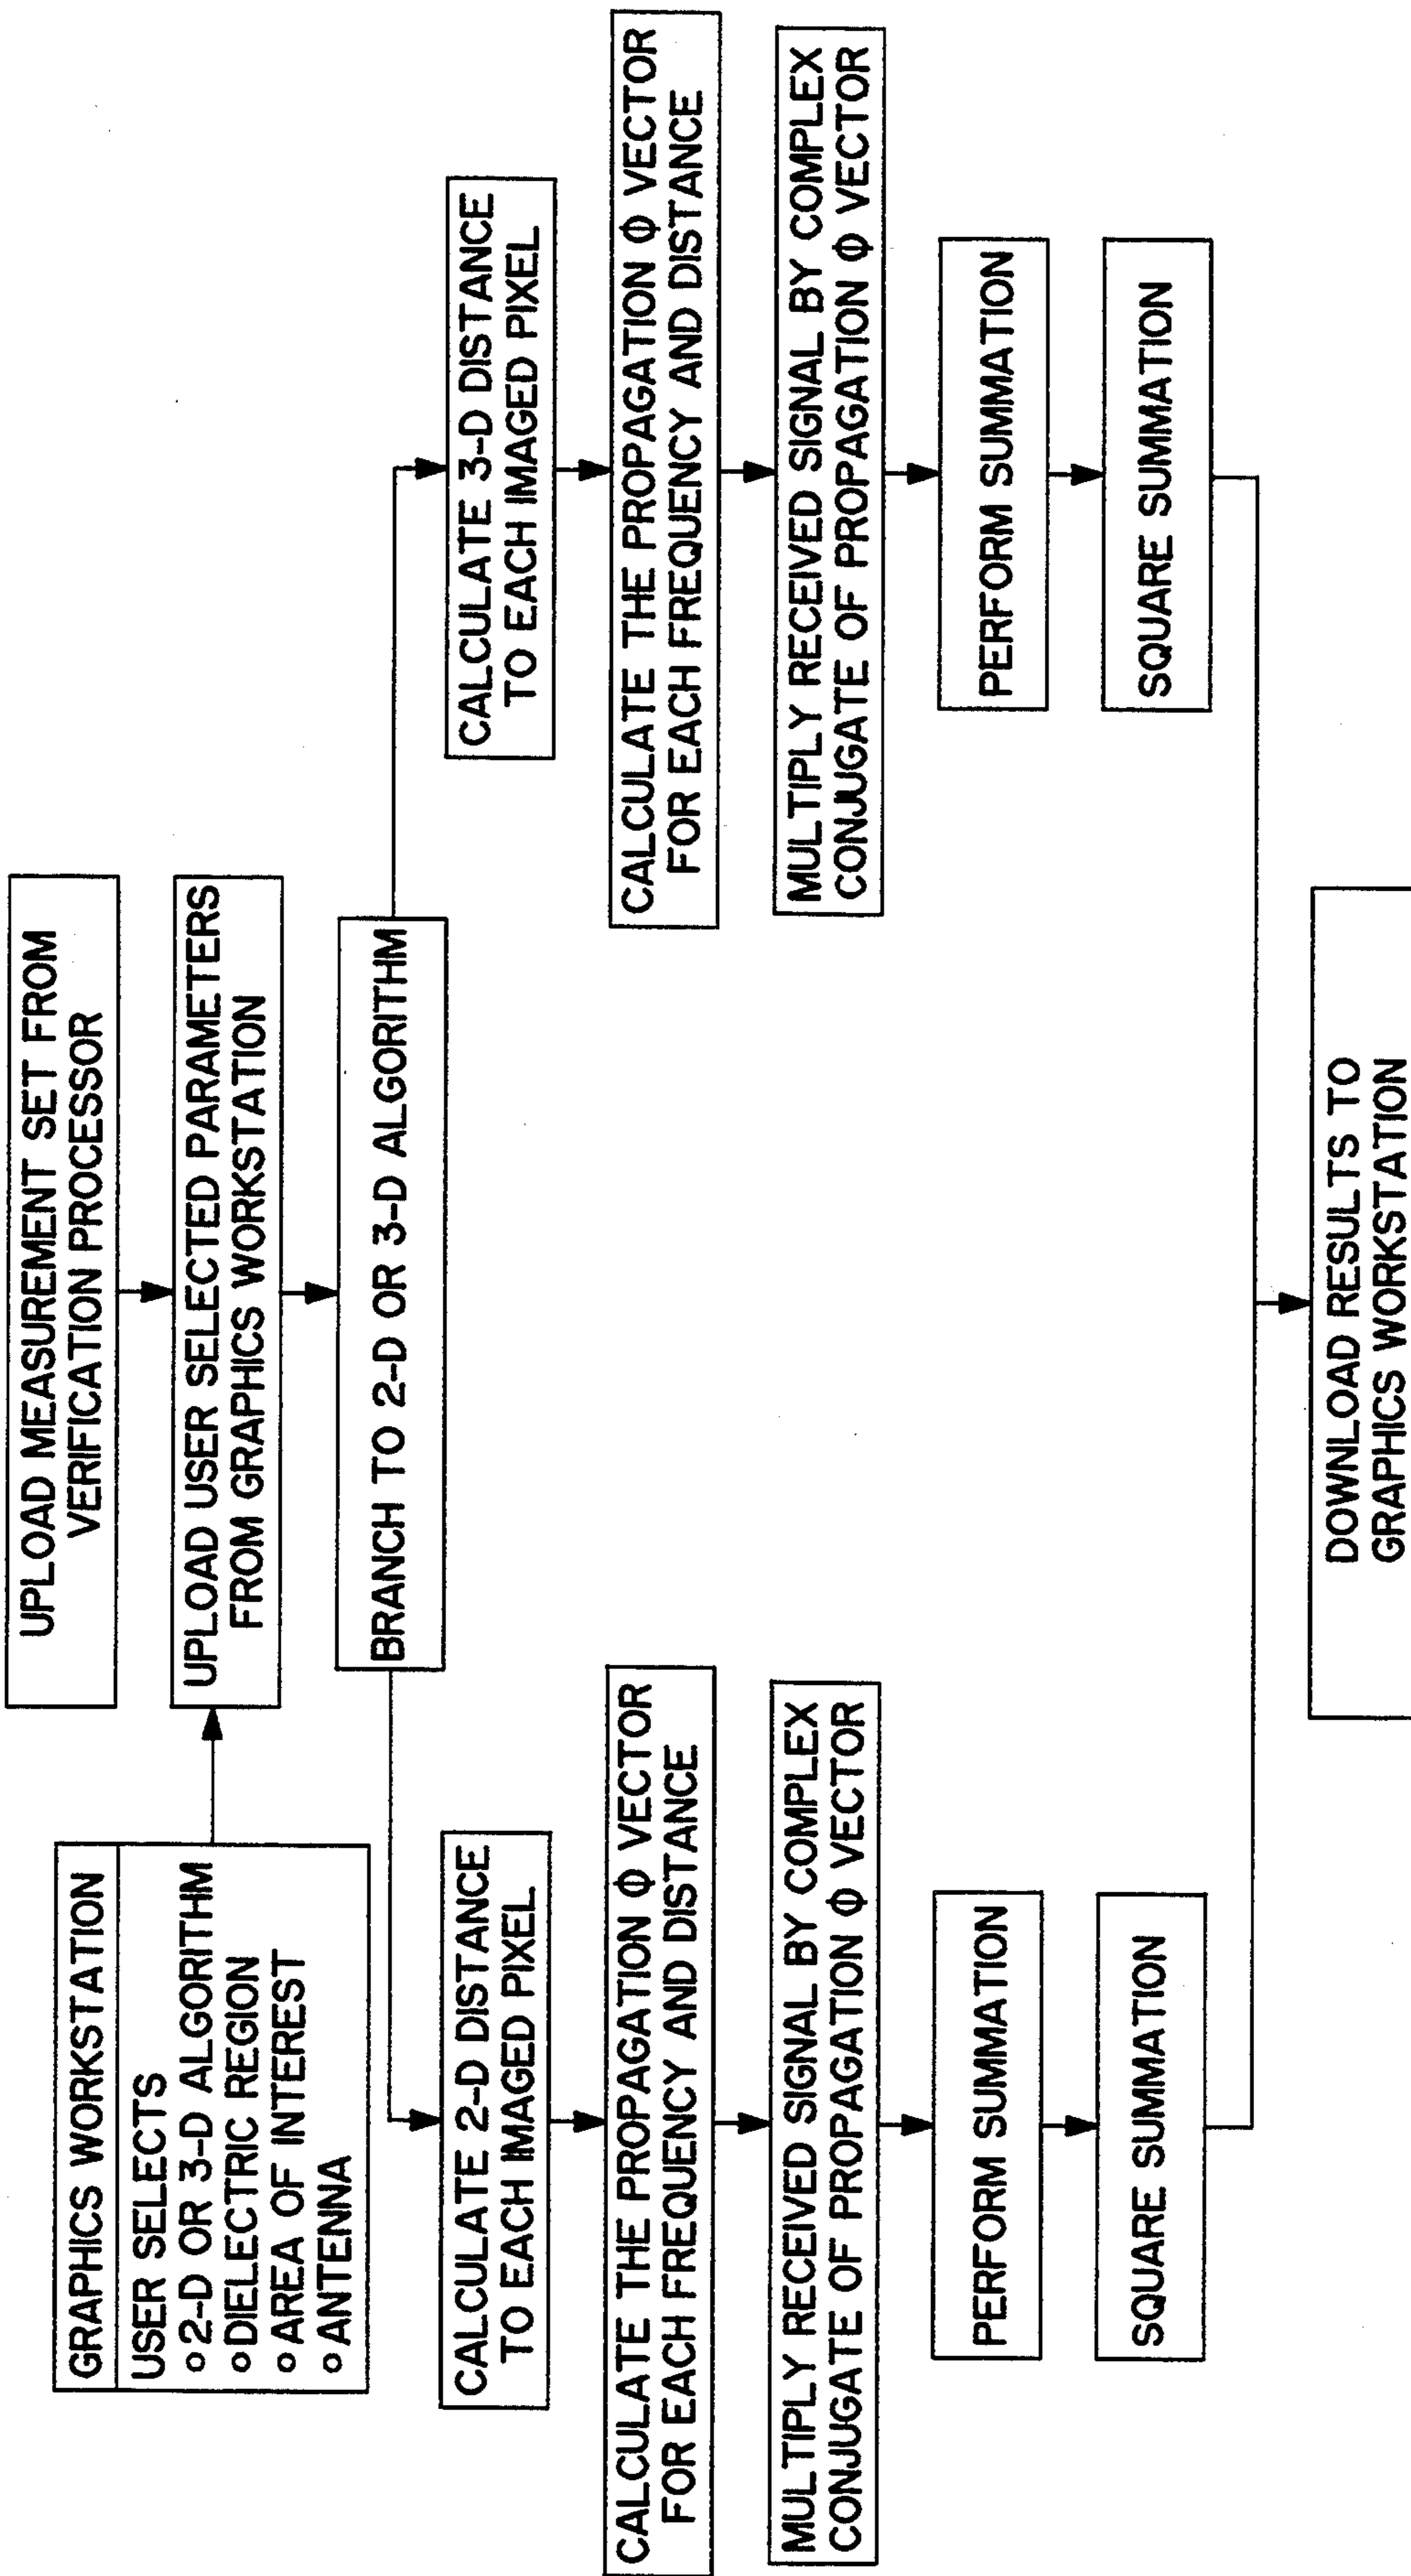 UPLOAD MEASUREMENT SET FROM
VERIFICATION PROCESSOR
GRAPHICS WORKSTATION
USER SELECTS
o 2-D OR 3-D ALGORITHM
o DIELECTRIC REGION
o AREA OF INTEREST
o ANTENNA
UPLOAD USER SELECTED PARAMETERS
FROM GRAPHICS WORKSTATION
BRANCH TO 2-D OR 3-D ALGORITHM
CALCULATE 2-D DISTANCE
TO EACH IMAGED PIXEL
CALCULATE THE PROPAGATION Φ VECTOR
FOR EACH FREQUENCY AND DISTANCE
MULTIPLY RECEIVED SIGNAL BY COMPLEX
CONJUGATE OF PROPAGATION Φ VECTOR
PERFORM SUMMATION
SQUARE SUMMATION
CALCULATE 3-D DISTANCE
TO EACH IMAGED PIXEL
CALCULATE THE PROPAGATION Φ VECTOR
FOR EACH FREQUENCY AND DISTANCE
MULTIPLY RECEIVED SIGNAL BY COMPLEX
CONJUGATE OF PROPAGATION Φ VECTOR
PERFORM SUMMATION
SQUARE SUMMATION
DOWNLOAD RESULTS TO
GRAPHICS WORKSTATION